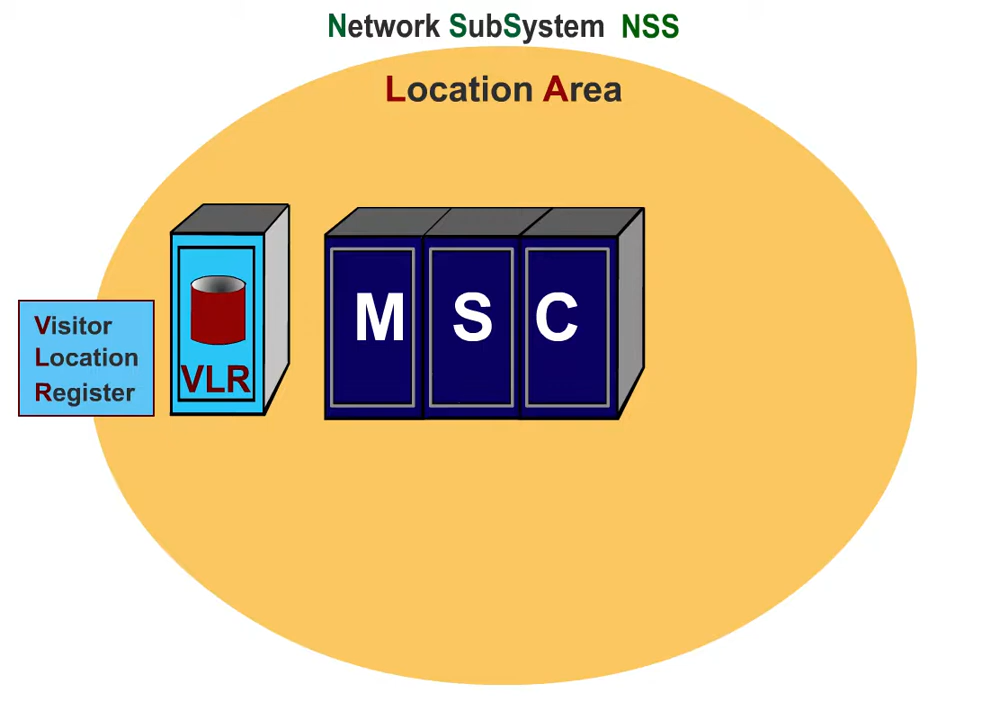 Network SubSystem NSS
Location Area
Visitor
Location
Register
VLR
M S C